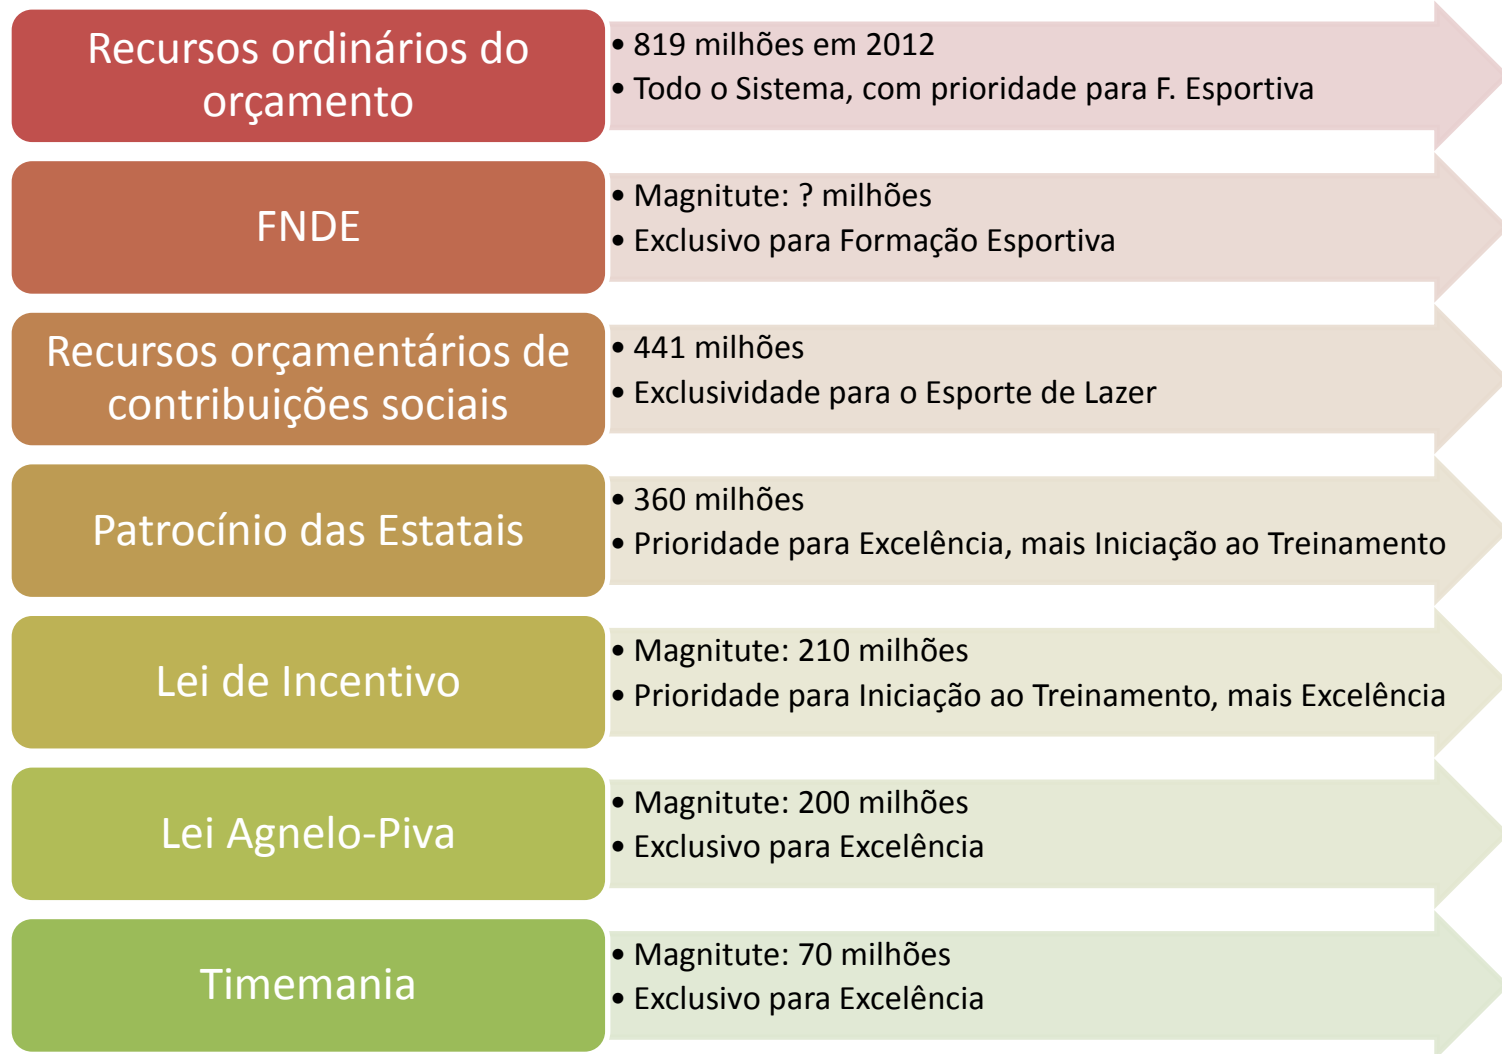 Recursos ordinários do
orçamento
• 819 milhões em 2012
• Todo o Sistema, com prioridade para F. Esportiva
FNDE
• Magnitute: ? milhões
• Exclusivo para Formação Esportiva
Recursos orçamentários de
contribuições sociais
• 441 milhões
• Exclusividade para o Esporte de Lazer
Patrocínio das Estatais
• 360 milhões
• Prioridade para Excelência, mais Iniciação ao Treinamento
Lei de Incentivo
• Magnitute: 210 milhões
• Prioridade para Iniciação ao Treinamento, mais Excelência
Lei Agnelo-Piva
• Magnitute: 200 milhões
• Exclusivo para Excelência
Timemania
• Magnitute: 70 milhões
• Exclusivo para Excelência